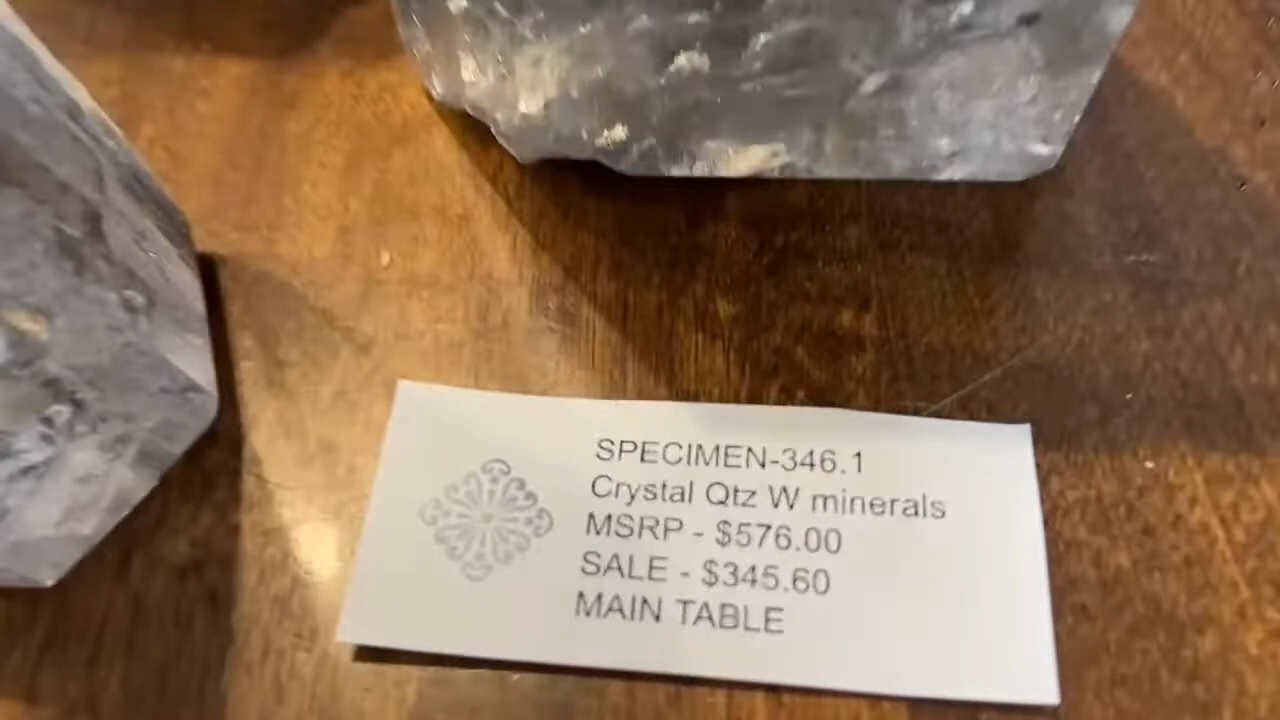 SPECIMEN-346.1
Crystal Qtz W minerals
MSRP - $576.00
SALE - $345.60
MAIN TABLE